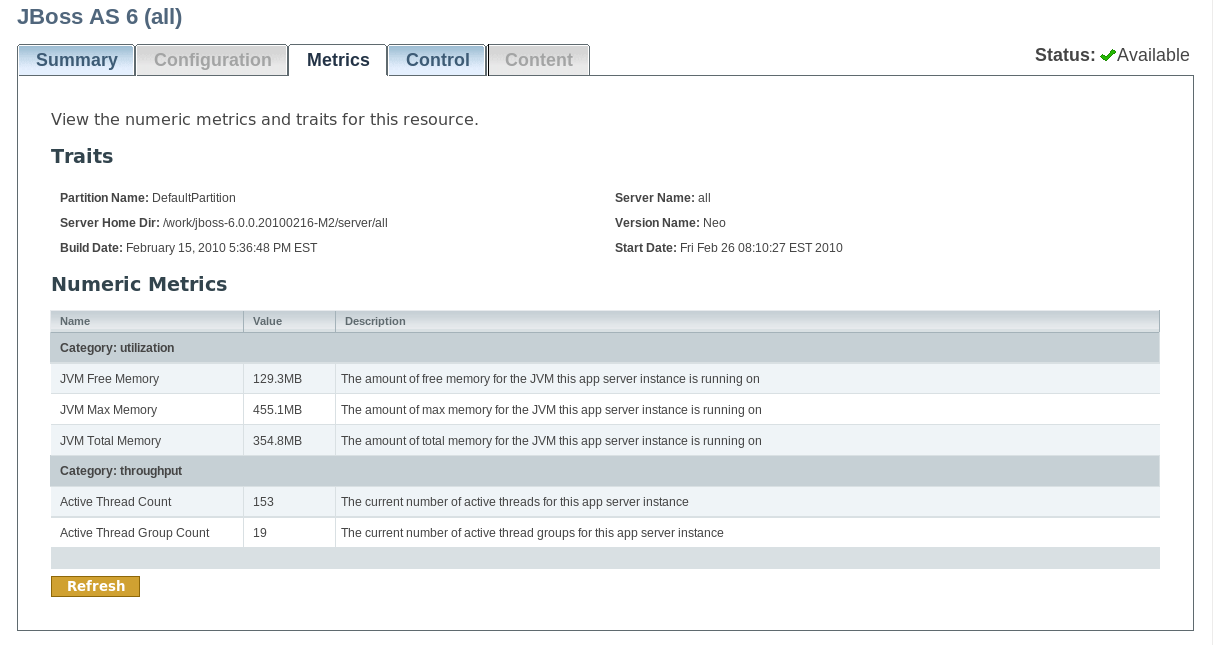 JBoss AS 6 (all)
Summary Configuration Metrics Control Content Status: Available
View the numeric metrics and traits for this resource.
Traits
Partition Name: DefaultPartition Server Name: all
Server Home Dir: /work/jboss-6.0.0.20100216-M2/server/all Version Name: Neo
Build Date: February 15, 2010 5:36:48 PM EST Start Date: Fri Feb 26 08:10:27 EST 2010
Numeric Metrics
Name Value Description
Category: utilization
JVM Free Memory 129.3MB The amount of free memory for the JVM this app server instance is running on
JVM Max Memory 455.1MB The amount of max memory for the JVM this app server instance is running on
JVM Total Memory 354.8MB The amount of total memory for the JVM this app server instance is running on
Category: throughput
Active Thread Count 153 The current number of active threads for this app server instance
Active Thread Group Count 19 The current number of active thread groups for this app server instance
Refresh